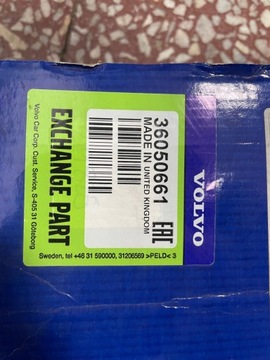 VOLVO
36050661
MADE IN UNITED KINGDOM
EAC
EXCHANGE PART
Volvo Car Corp. Cust. Service, S-405 31 Göteborg
Sweden, tel +46 31 590000, 31206569 >PELD< 3